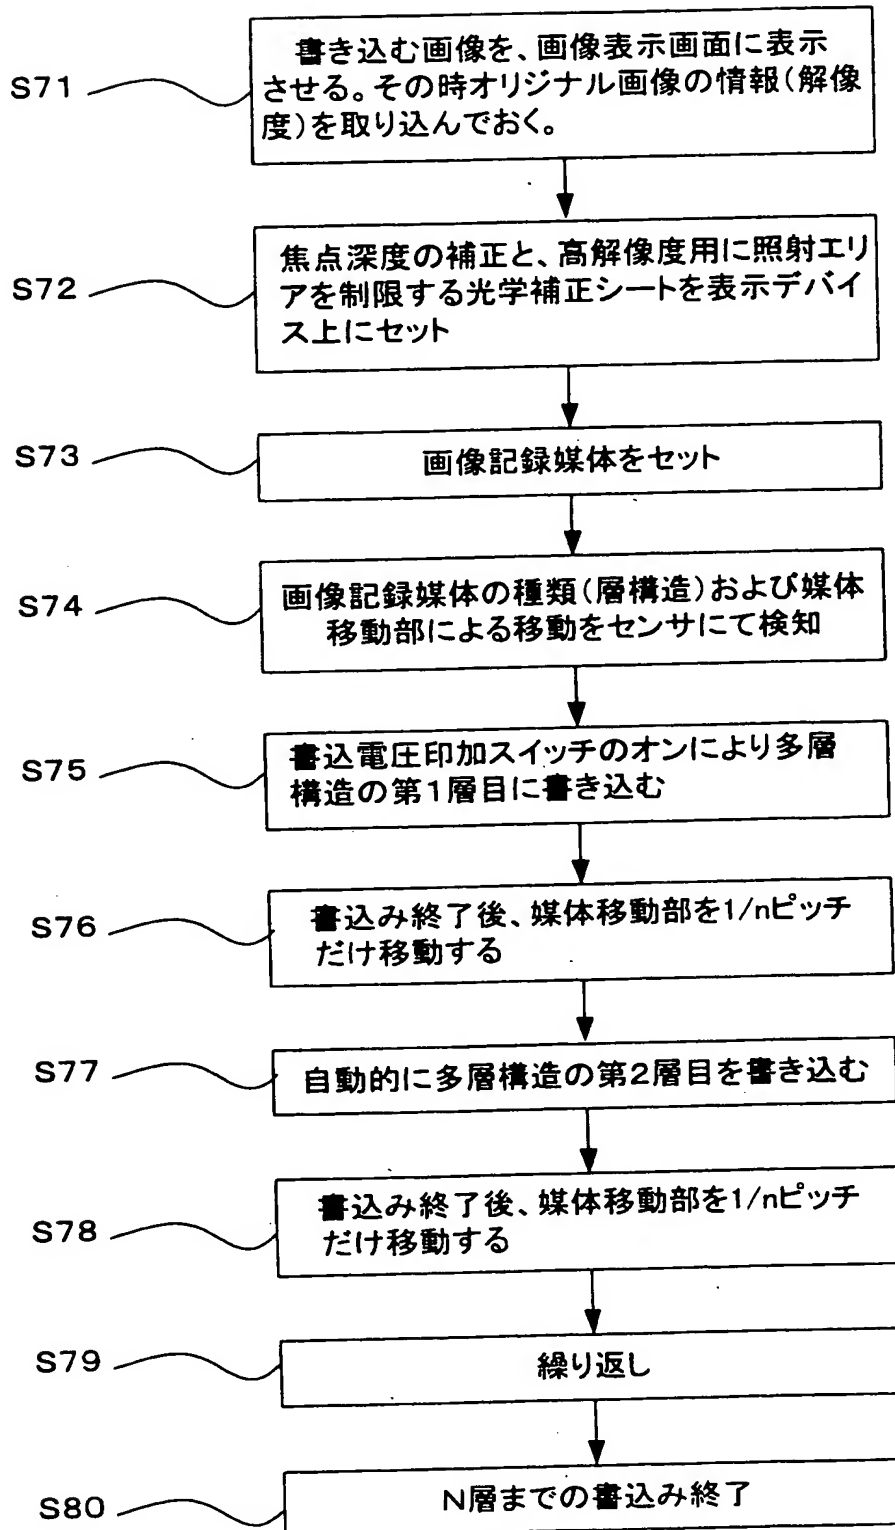 S71
書き込む画像を、画像表示画面に表示
させる。その時オリジナル画像の情報(解像
度)を取り込んでおく。
S72
焦点深度の補正と、高解像度用に照射エリ
アを制限する光学補正シートを表示デバイ
ス上にセット
S73
画像記録媒体をセット
S74
画像記録媒体の種類(層構造)および媒体
移動部による移動をセンサにて検知
S75
書込電圧印加スイッチのオンにより多層
構造の第1層目に書き込む
S76
書込み終了後、媒体移動部を1/nピッチ
だけ移動する
S77
自動的に多層構造の第2層目を書き込む
S78
書込み終了後、媒体移動部を1/nピッチ
だけ移動する
S79
繰り返し
S80
N層までの書込み終了